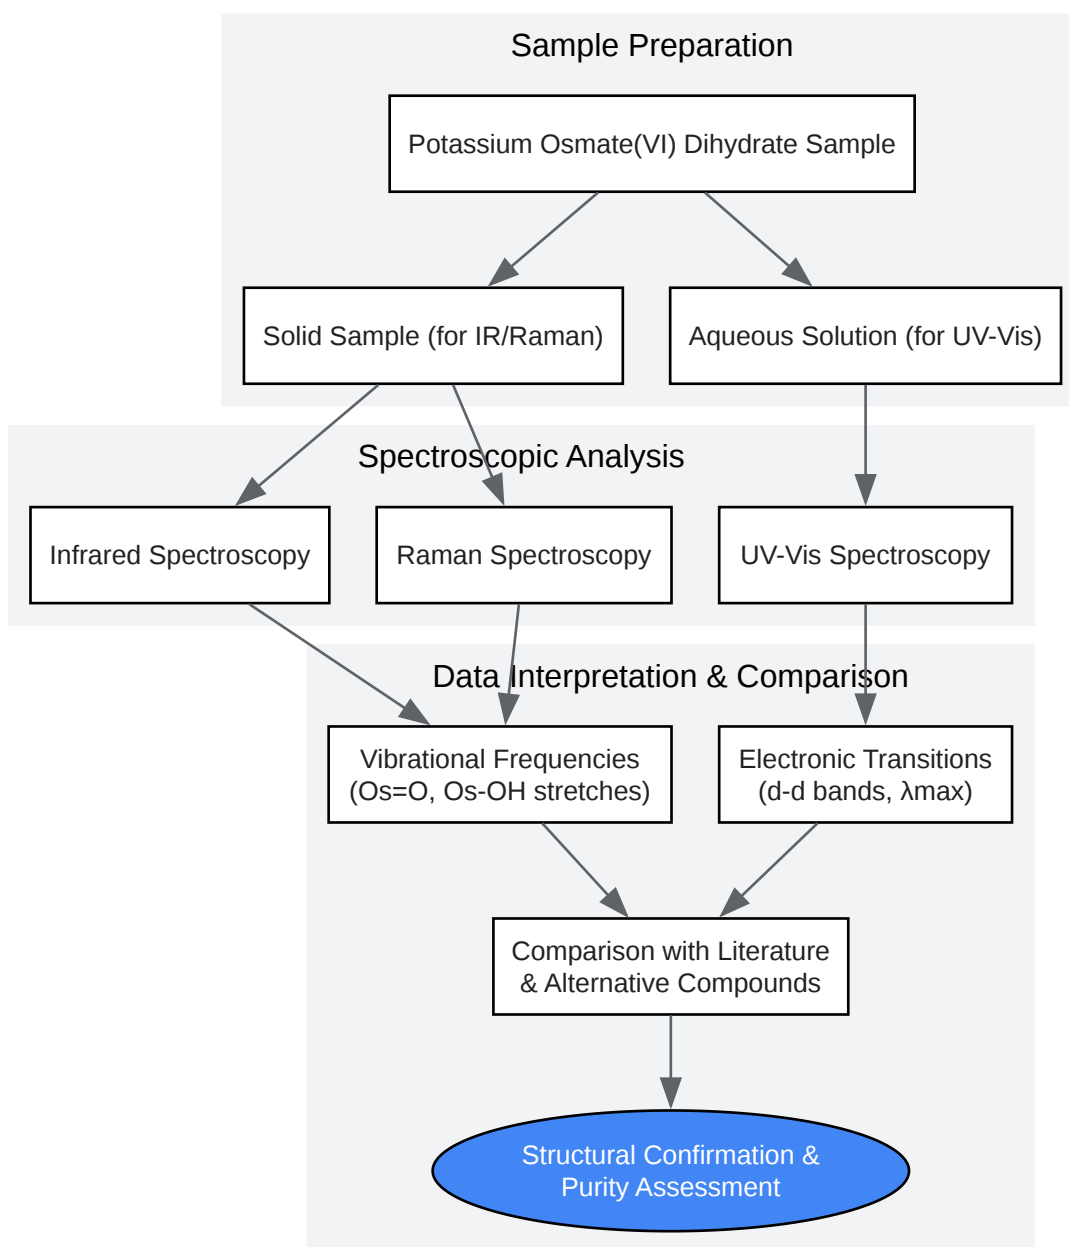 Sample Preparation
Potassium Osmate(VI) Dihydrate Sample
Solid Sample (for IR/Raman)
Aqueous Solution (for UV-Vis)
Spectroscopic Analysis
Infrared Spectroscopy
Raman Spectroscopy
UV-Vis Spectroscopy
Data Interpretation & Comparison
Vibrational Frequencies
(Os=O, Os-OH stretches)
Electronic Transitions
(d-d bands, λmax)
Comparison with Literature
& Alternative Compounds
Structural Confirmation &
Purity Assessment